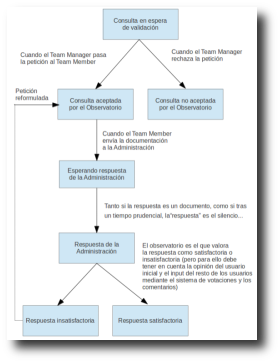 Consulta en espera
de validación
Cuando el Team Manager pasa
la petición al Team Member
Cuando el Team Manager
rechaza la petición
Petición
reformulada
Consulta aceptada
por el Observatorio
Consulta no aceptada
por el Observatorio
Cuando el Team Member
envía la documentación
a la Administración
Esperando respuesta
de la Administración
Tanto si la respuesta es un documento, como si tras
un tiempo prudencial, la"respuesta" es el silencio...
Respuesta de la
Administración
El observatorio es el que valora
la respuesta como satisfactoria o
insatisfactoria (pero para ello debe
tener en cuenta la opinión del usuario
inicial y el input del resto de los usuarios
mediante el sistema de votaciones y los
comentarios)
Respuesta insatisfactoria
Respuesta satisfactoria